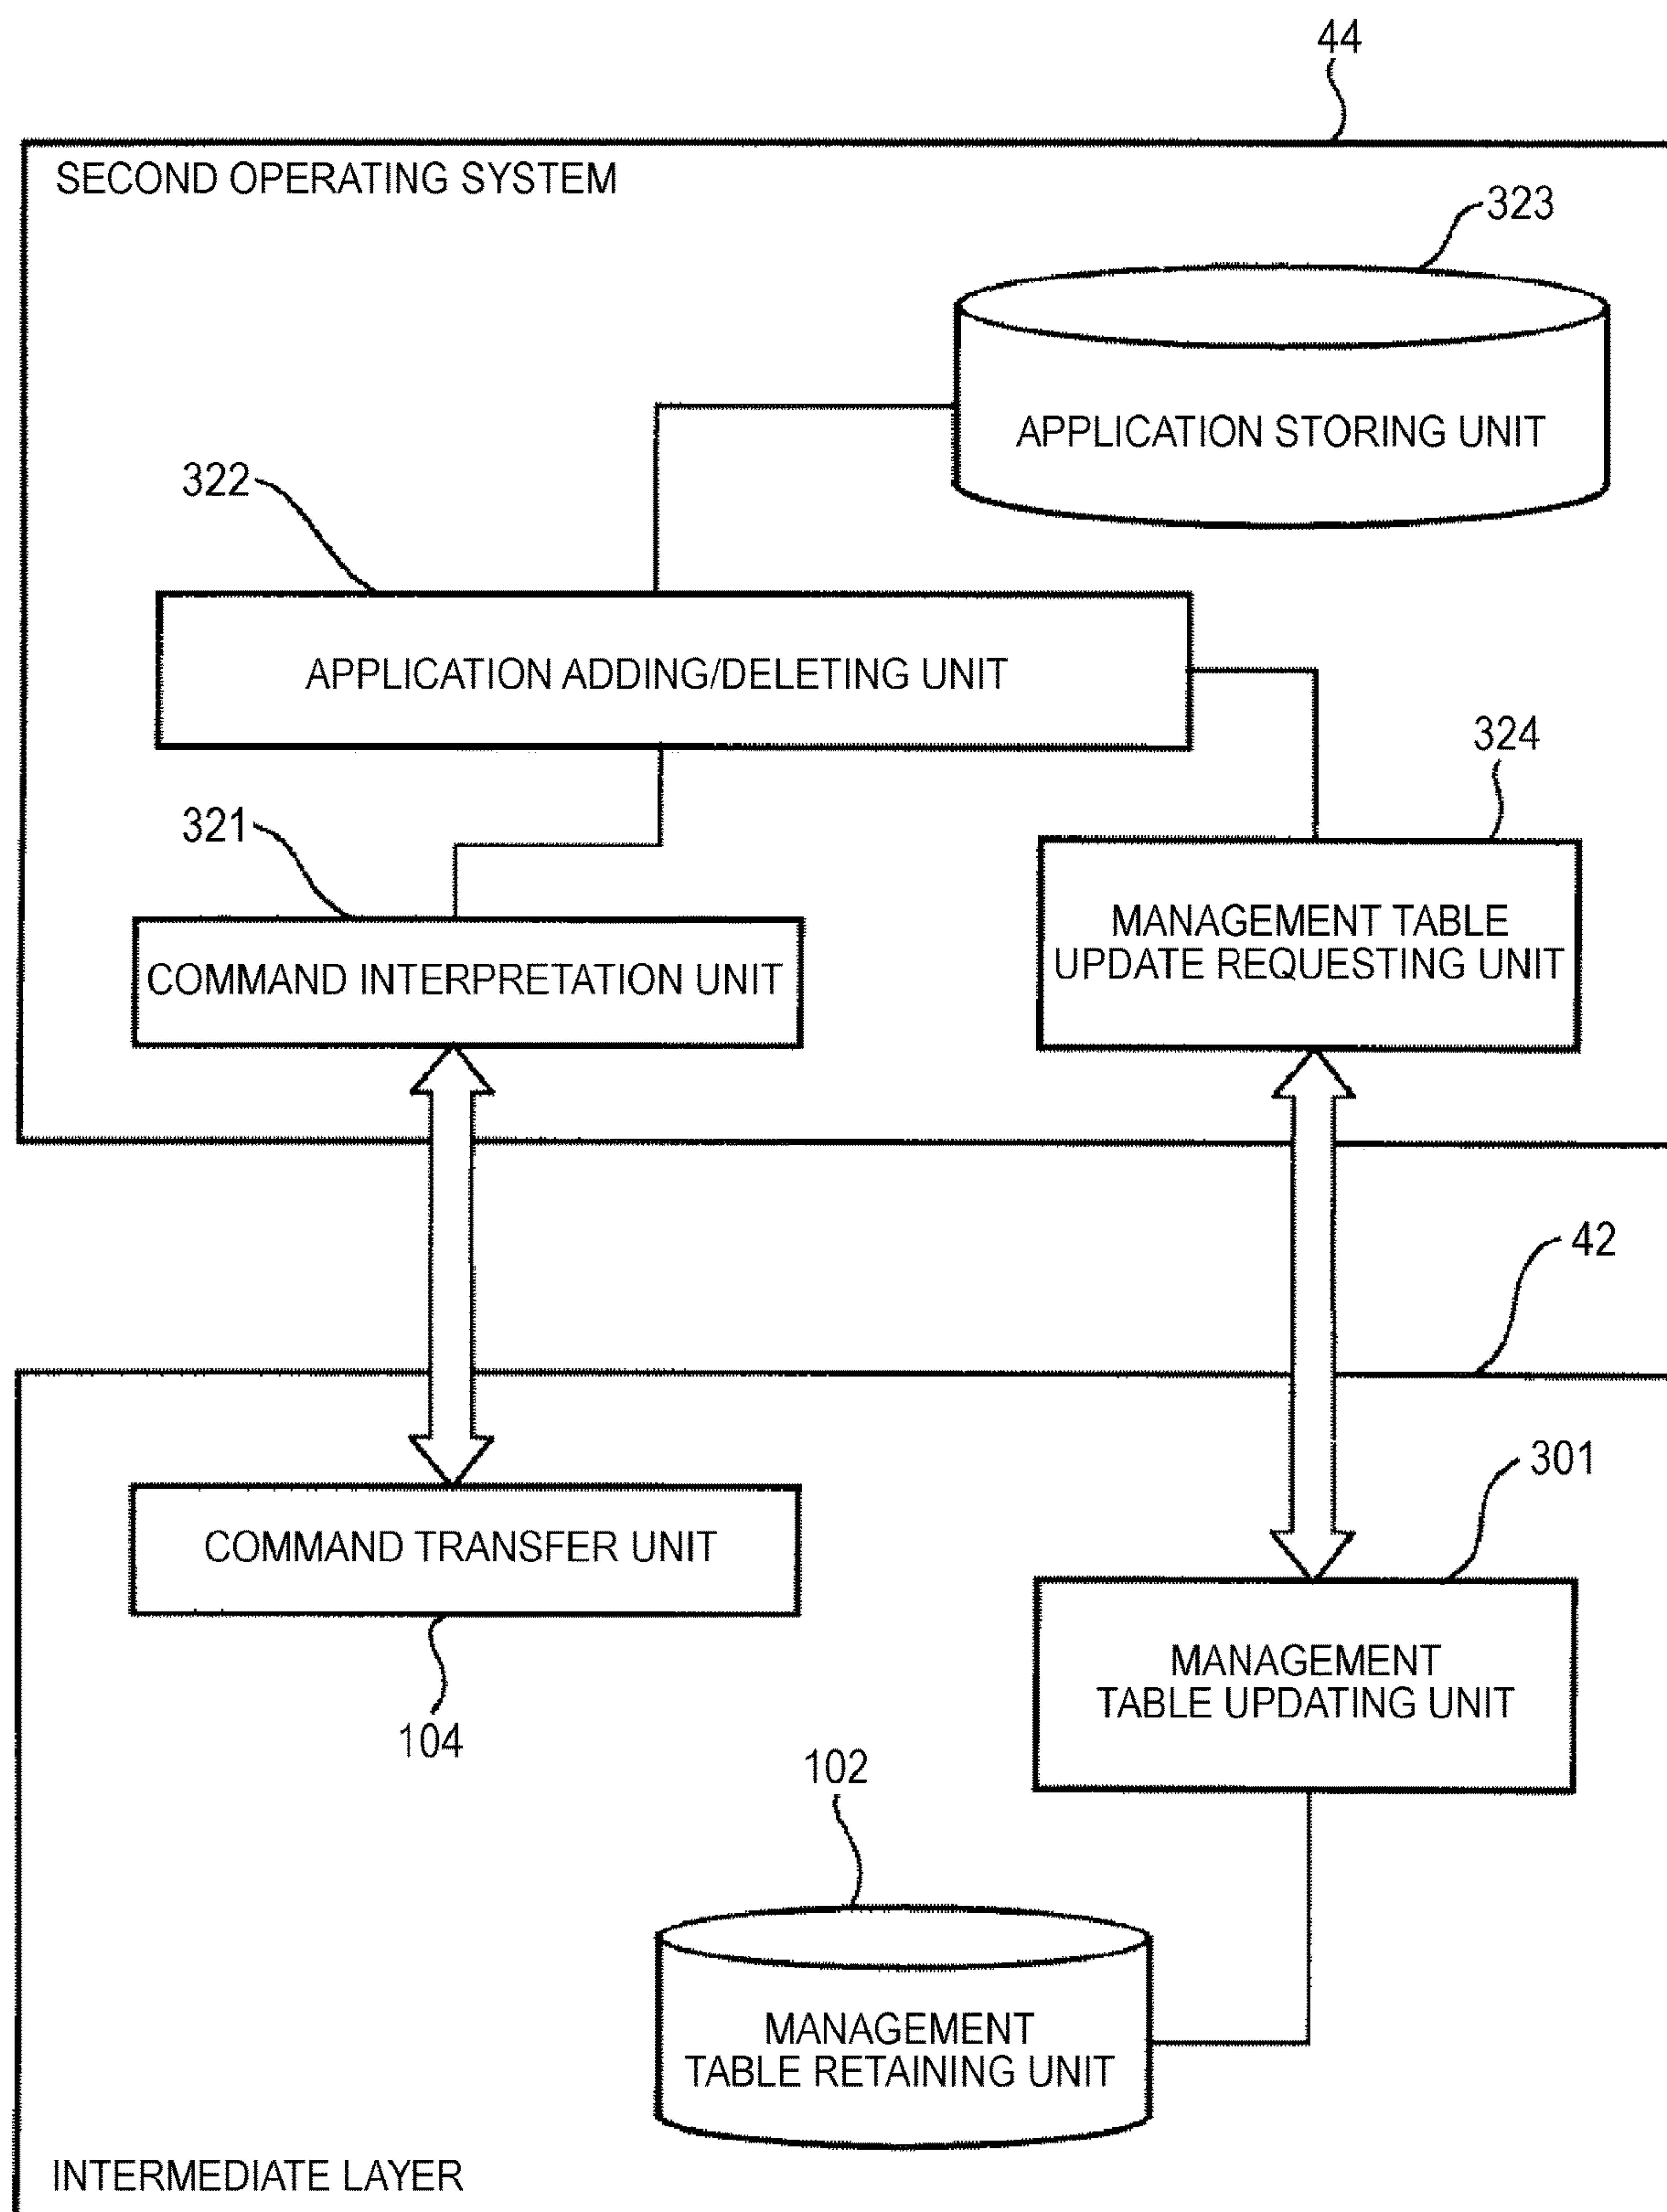 44
SECOND OPERATING SYSTEM
323
APPLICATION STORING UNIT
322
APPLICATION ADDING/DELETING UNIT
324
321
MANAGEMENT TABLE
UPDATE REQUESTING UNIT
COMMAND INTERPRETATION UNIT
42
301
COMMAND TRANSFER UNIT
MANAGEMENT
TABLE UPDATING UNIT
104
102
MANAGEMENT
TABLE RETAINING UNIT
INTERMEDIATE LAYER